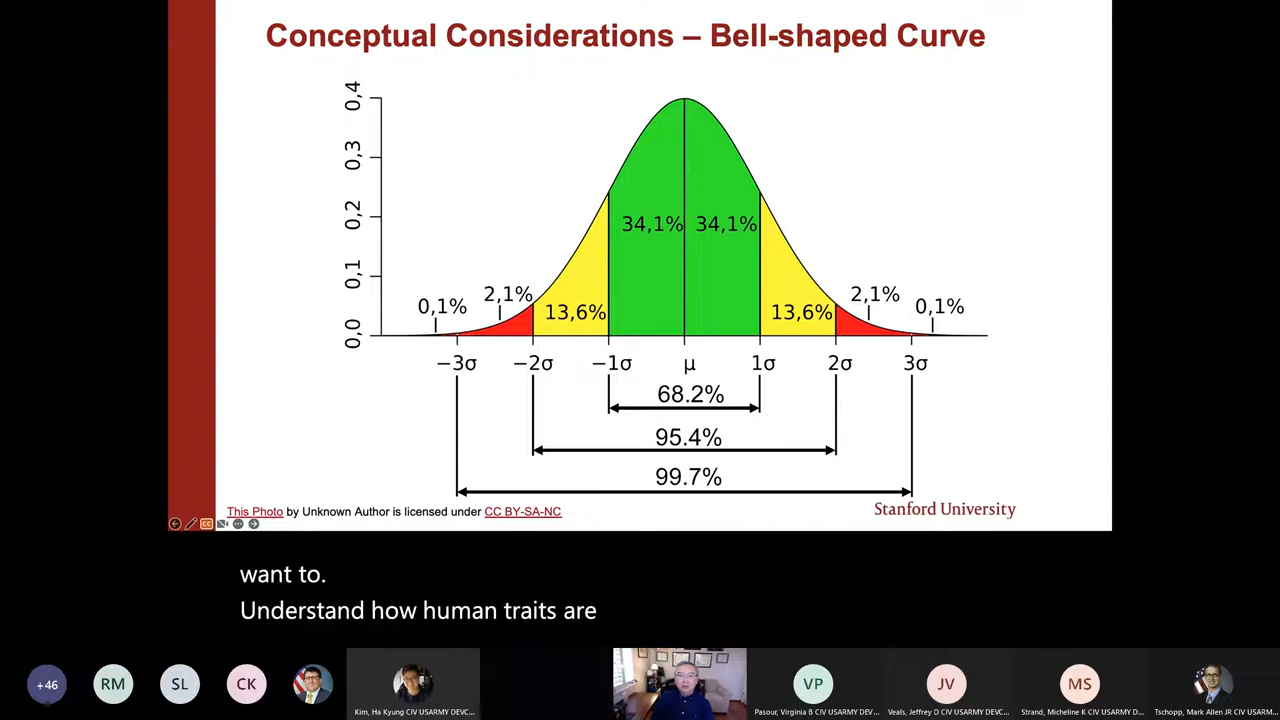 Conceptual Considerations – Bell-shaped Curve
0,4
0,3
0,2
0,1
0,0
34,1% 34,1%
0,1% 2,1% 13,6% 13,6% 2,1% 0,1%
−3σ −2σ −1σ μ 1σ 2σ 3σ
68.2%
95.4%
99.7%
This Photo by Unknown Author is licensed under CC BY-SA-NC
Stanford University
CC
want to.
Understand how human traits are
+46 RM SL CK VP JV MS
Kim, Ha Kyung CIV USARMY DEVC... Pasour, Virginia B CIV USARMY DEV... Veals, Jeffrey D CIV USARMY DEVC... Strand, Micheline K CIV USARMY D... Tschopp, Mark Allen JR CIV USARM...